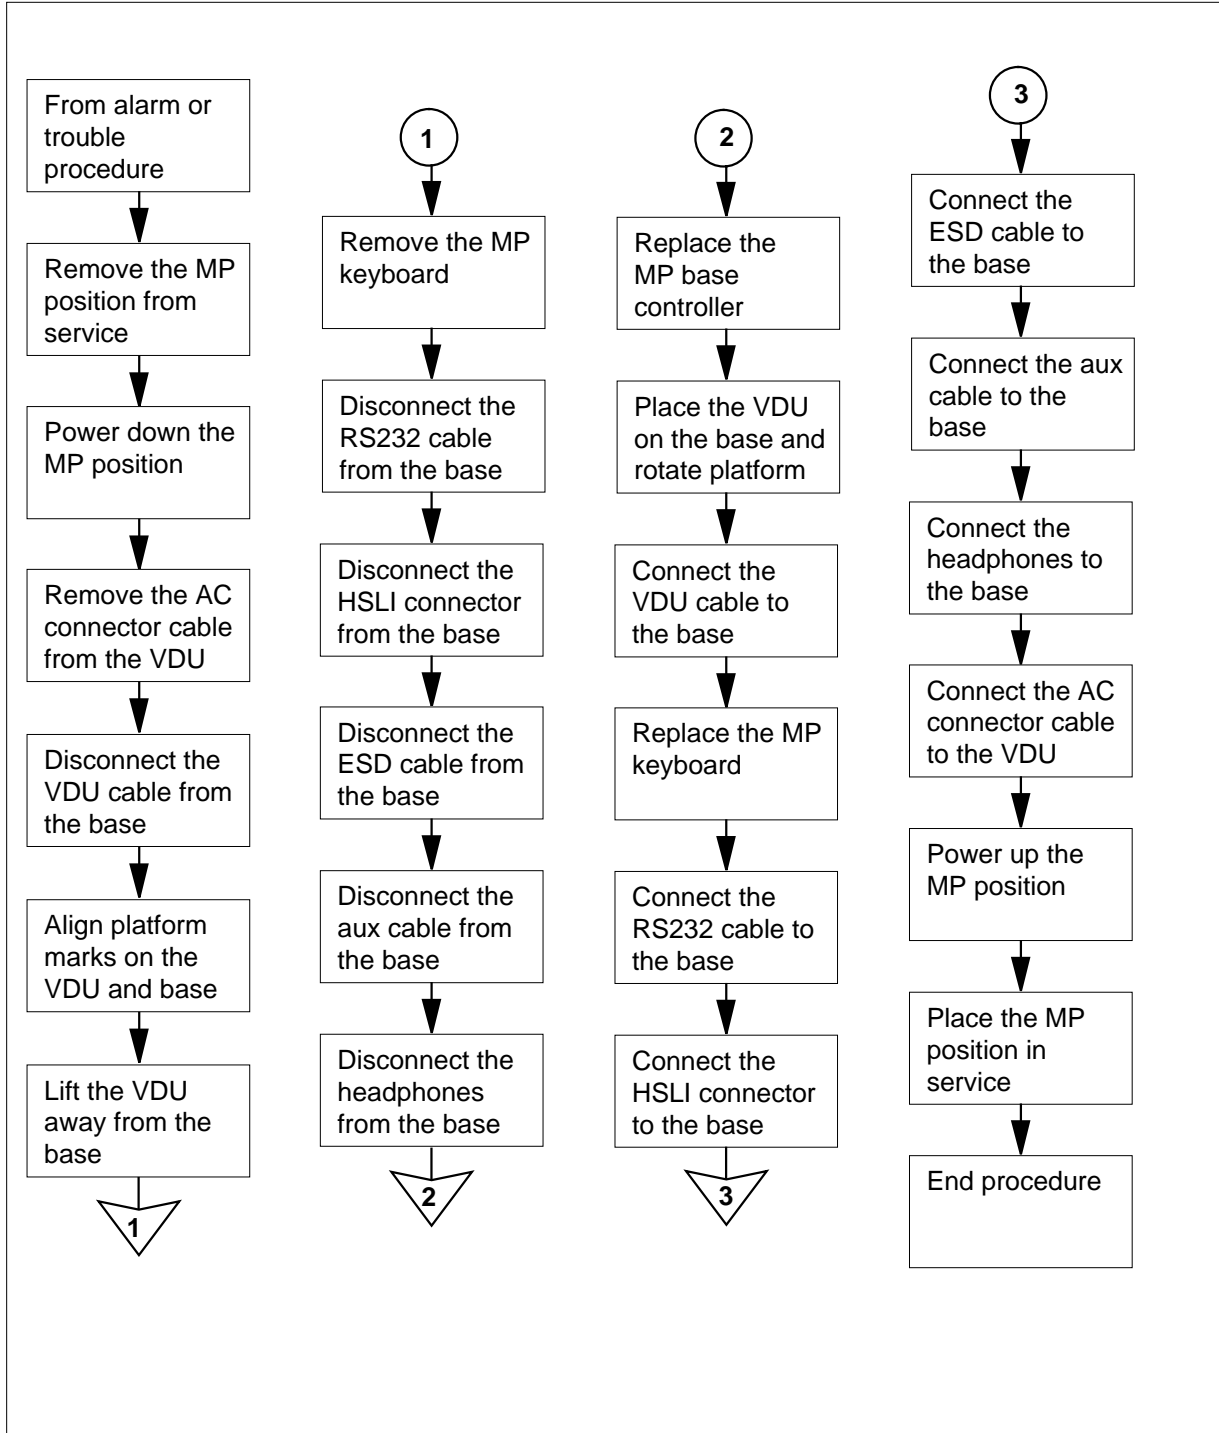 From alarm or
trouble
procedure
Remove the MP
position from
service
Power down the
MP position
Remove the AC
connector cable
from the VDU
Disconnect the
VDU cable from
the base
Align platform
marks on the
VDU and base
Lift the VDU
away from the
base
1
1
Remove the MP
keyboard
Disconnect the
RS232 cable
from the base
Disconnect the
HSLI connector
from the base
Disconnect the
ESD cable from
the base
Disconnect the
aux cable from
the base
Disconnect the
headphones
from the base
2
2
Replace the
MP base
controller
Place the VDU
on the base and
rotate platform
Connect the
VDU cable to
the base
Replace the MP
keyboard
Connect the
RS232 cable to
the base
Connect the
HSLI connector
to the base
3
3
Connect the
ESD cable to
the base
Connect the aux
cable to the
base
Connect the
headphones to
the base
Connect the AC
connector cable
to the VDU
Power up the
MP position
Place the MP
position in
service
End procedure